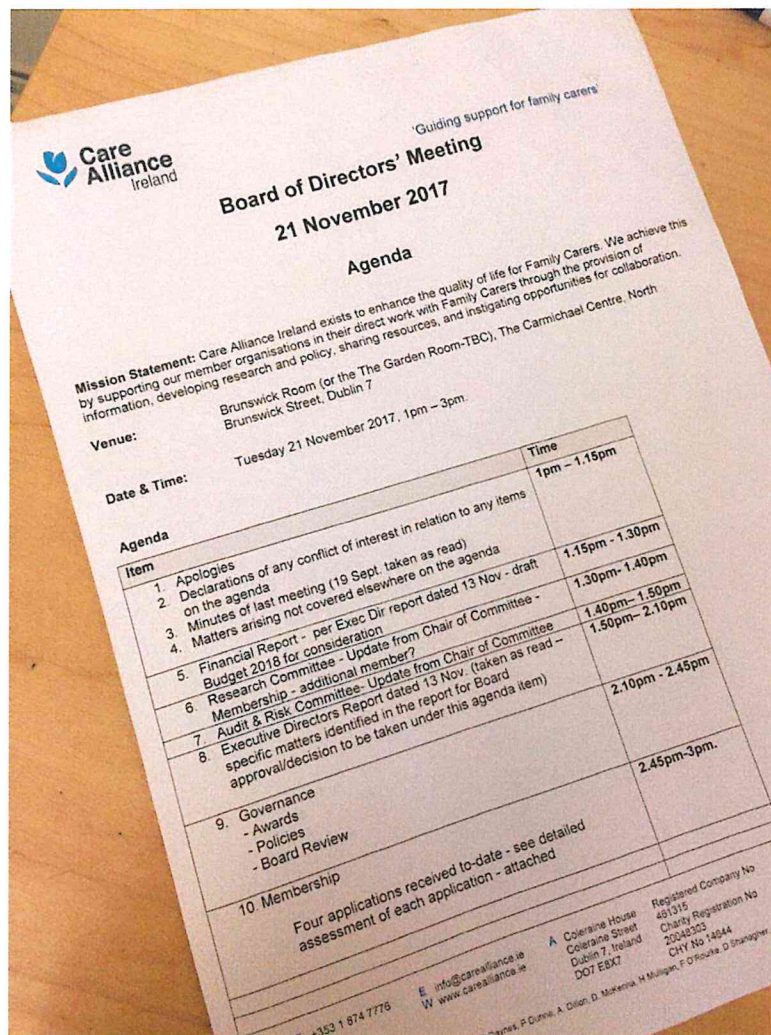 Care
Alliance
Ireland
'Guiding support for family carers'
Board of Directors' Meeting
21 November 2017
Agenda
Mission Statement: Care Alliance Ireland exists to enhance the quality of life for Family Carers. We achieve this
by supporting our member organisations in their direct work with Family Carers through the provision of
information, developing research and policy, sharing resources, and instigating opportunities for collaboration.
Venue: Brunswick Room (or the The Garden Room-TBC), The Carmichael Centre, North
Brunswick Street, Dublin 7
Date & Time: Tuesday 21 November 2017, 1pm – 3pm.
Agenda
Item Time
1. Apologies 1pm – 1.15pm
2. Declarations of any conflict of interest in relation to any items
on the agenda
3. Minutes of last meeting (19 Sept. taken as read)
4. Matters arising not covered elsewhere on the agenda
5. Financial Report - per Exec Dir report dated 13 Nov - draft 1.15pm - 1.30pm
Budget 2018 for consideration
6. Research Committee - Update from Chair of Committee - 1.30pm- 1.40pm
Membership - additional member?
7. Audit & Risk Committee- Update from Chair of Committee 1.40pm– 1.50pm
8. Executive Directors Report dated 13 Nov. (taken as read – 1.50pm– 2.10pm
specific matters identified in the report for Board
approval/decision to be taken under this agenda item)
9. Governance 2.10pm - 2.45pm
- Awards
- Policies
- Board Review
10. Membership 2.45pm-3pm.
Four applications received to-date - see detailed
assessment of each application - attached
+353 1 874 7776
E info@carealliance.ie
W www.carealliance.ie
A Coleraine House
Coleraine Street
Dublin 7, Ireland
DO7 E8X7
Registered Company No
461315
Charity Registration No
20048303
CHY No 14644
P Dunne, A. Dillon, D. McKenna, H Mulligan, F O'Rourke, D Shanagher,